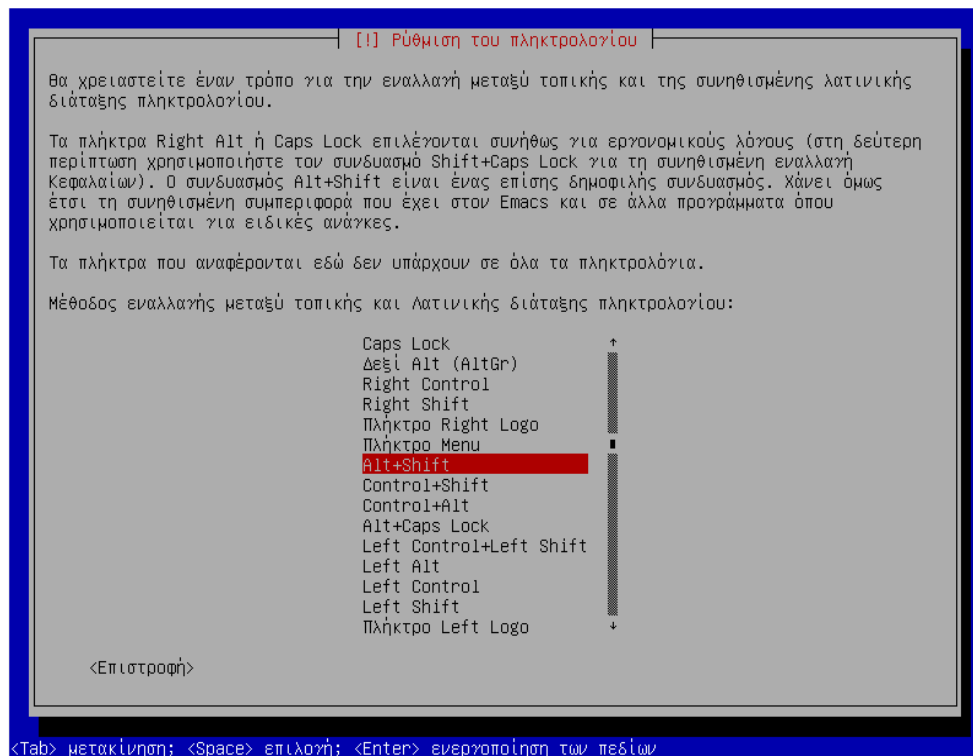 [!] Ρύθμιση του πληκτρολογίου
Θα χρειαστείτε έναν τρόπο για την εναλλαγή μεταξύ τοπικής και της συνηθισμένης λατινικής
διάταξης πληκτρολογίου.
Τα πλήκτρα Right Alt ή Caps Lock επιλέγονται συνήθως για εργονομικούς λόγους (στη δεύτερη
περίπτωση χρησιμοποιήστε τον συνδυασμό Shift+Caps Lock για τη συνηθισμένη εναλλαγή
Κεφαλαίων). Ο συνδυασμός Alt+Shift είναι ένας επίσης δημοφιλής συνδυασμός. Χάνει όμως
έτσι τη συνηθισμένη συμπεριφορά που έχει στον Emacs και σε άλλα προγράμματα όπου
χρησιμοποιείται για ειδικές ανάγκες.
Τα πλήκτρα που αναφέρονται εδώ δεν υπάρχουν σε όλα τα πληκτρολόγια.
Μέθοδος εναλλαγής μεταξύ τοπικής και Λατινικής διάταξης πληκτρολογίου:
Caps Lock
Δεξί Alt (AltGr)
Right Control
Right Shift
Πλήκτρο Right Logo
Πλήκτρο Menu
Alt+Shift
Control+Shift
Control+Alt
Alt+Caps Lock
Left Control+Left Shift
Left Alt
Left Control
Left Shift
Πλήκτρο Left Logo
<Επιστροφή>
<Tab> μετακίνηση; <Space> επιλογή; <Enter> ενεργοποίηση των πεδίων